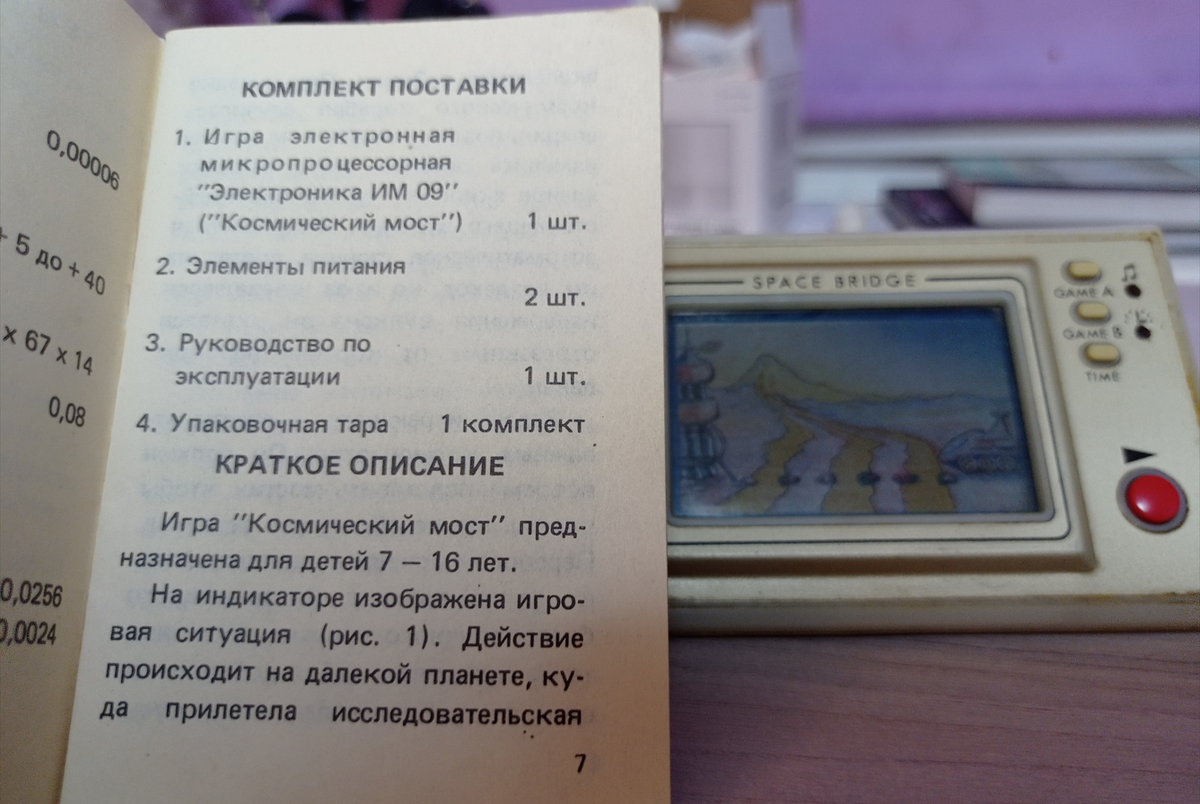 0,00006
+ 5 до + 40
x 67 x 14
0,08
0,0256
0,0024
КОМПЛЕКТ ПОСТАВКИ
1. Игра электронная
микропроцессорная
"Электроника ИМ 09"
("Космический мост") 1 шт.
2. Элементы питания
2 шт.
3. Руководство по
эксплуатации 1 шт.
4. Упаковочная тара 1 комплект
КРАТКОЕ ОПИСАНИЕ
Игра "Космический мост" пред-
назначена для детей 7 — 16 лет.
На индикаторе изображена игро-
вая ситуация (рис. 1). Действие
происходит на далекой планете, ку-
да прилетела исследовательская
7
SPACE BRIDGE
GAME A
GAME B
TIME